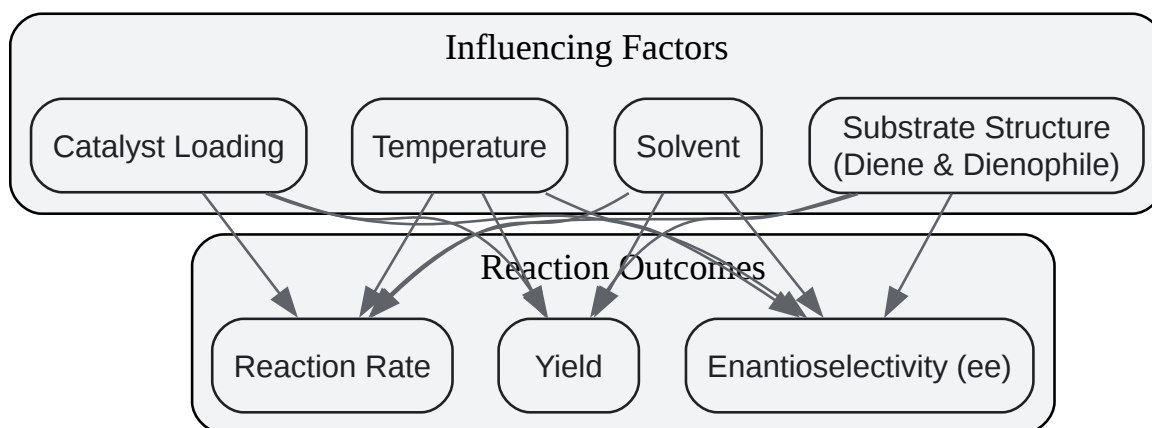 Influencing Factors
Catalyst Loading
Temperature
Solvent
Substrate Structure
(Diene & Dienophile)
Reaction Outcomes
Reaction Rate
Yield
Enantioselectivity (ee)